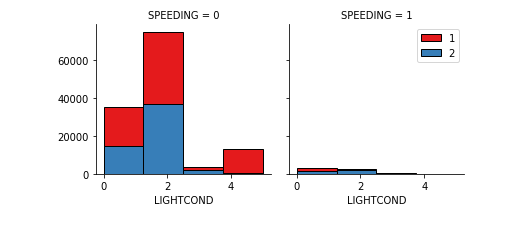 SPEEDING = 0
SPEEDING = 1
1
2
60000
40000
20000
0
0 2 4
0 2 4
LIGHTCOND
LIGHTCOND